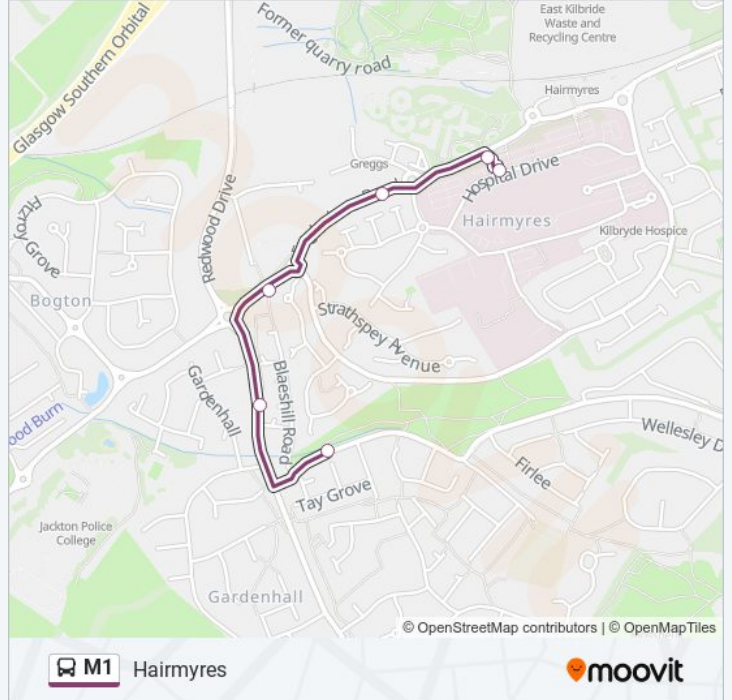 East Kilbride
Waste and
Recycling Centre
Former quarry road
Glasgow Southern Orbital
Hairmyres
Greggs
Hospital Drive
Redwood Drive
Fitzroy Grove
Hairmyres
Kilbryde Hospice
Bogton
Strathspey Avenue
Gardenhall
Blaeshill Road
ood Burn
Wellesley D
Firlee
Tay Grove
Jackton Police
College
Gardenhall
© OpenStreetMap contributors | © OpenMapTiles
M1 Hairmyres
moovit